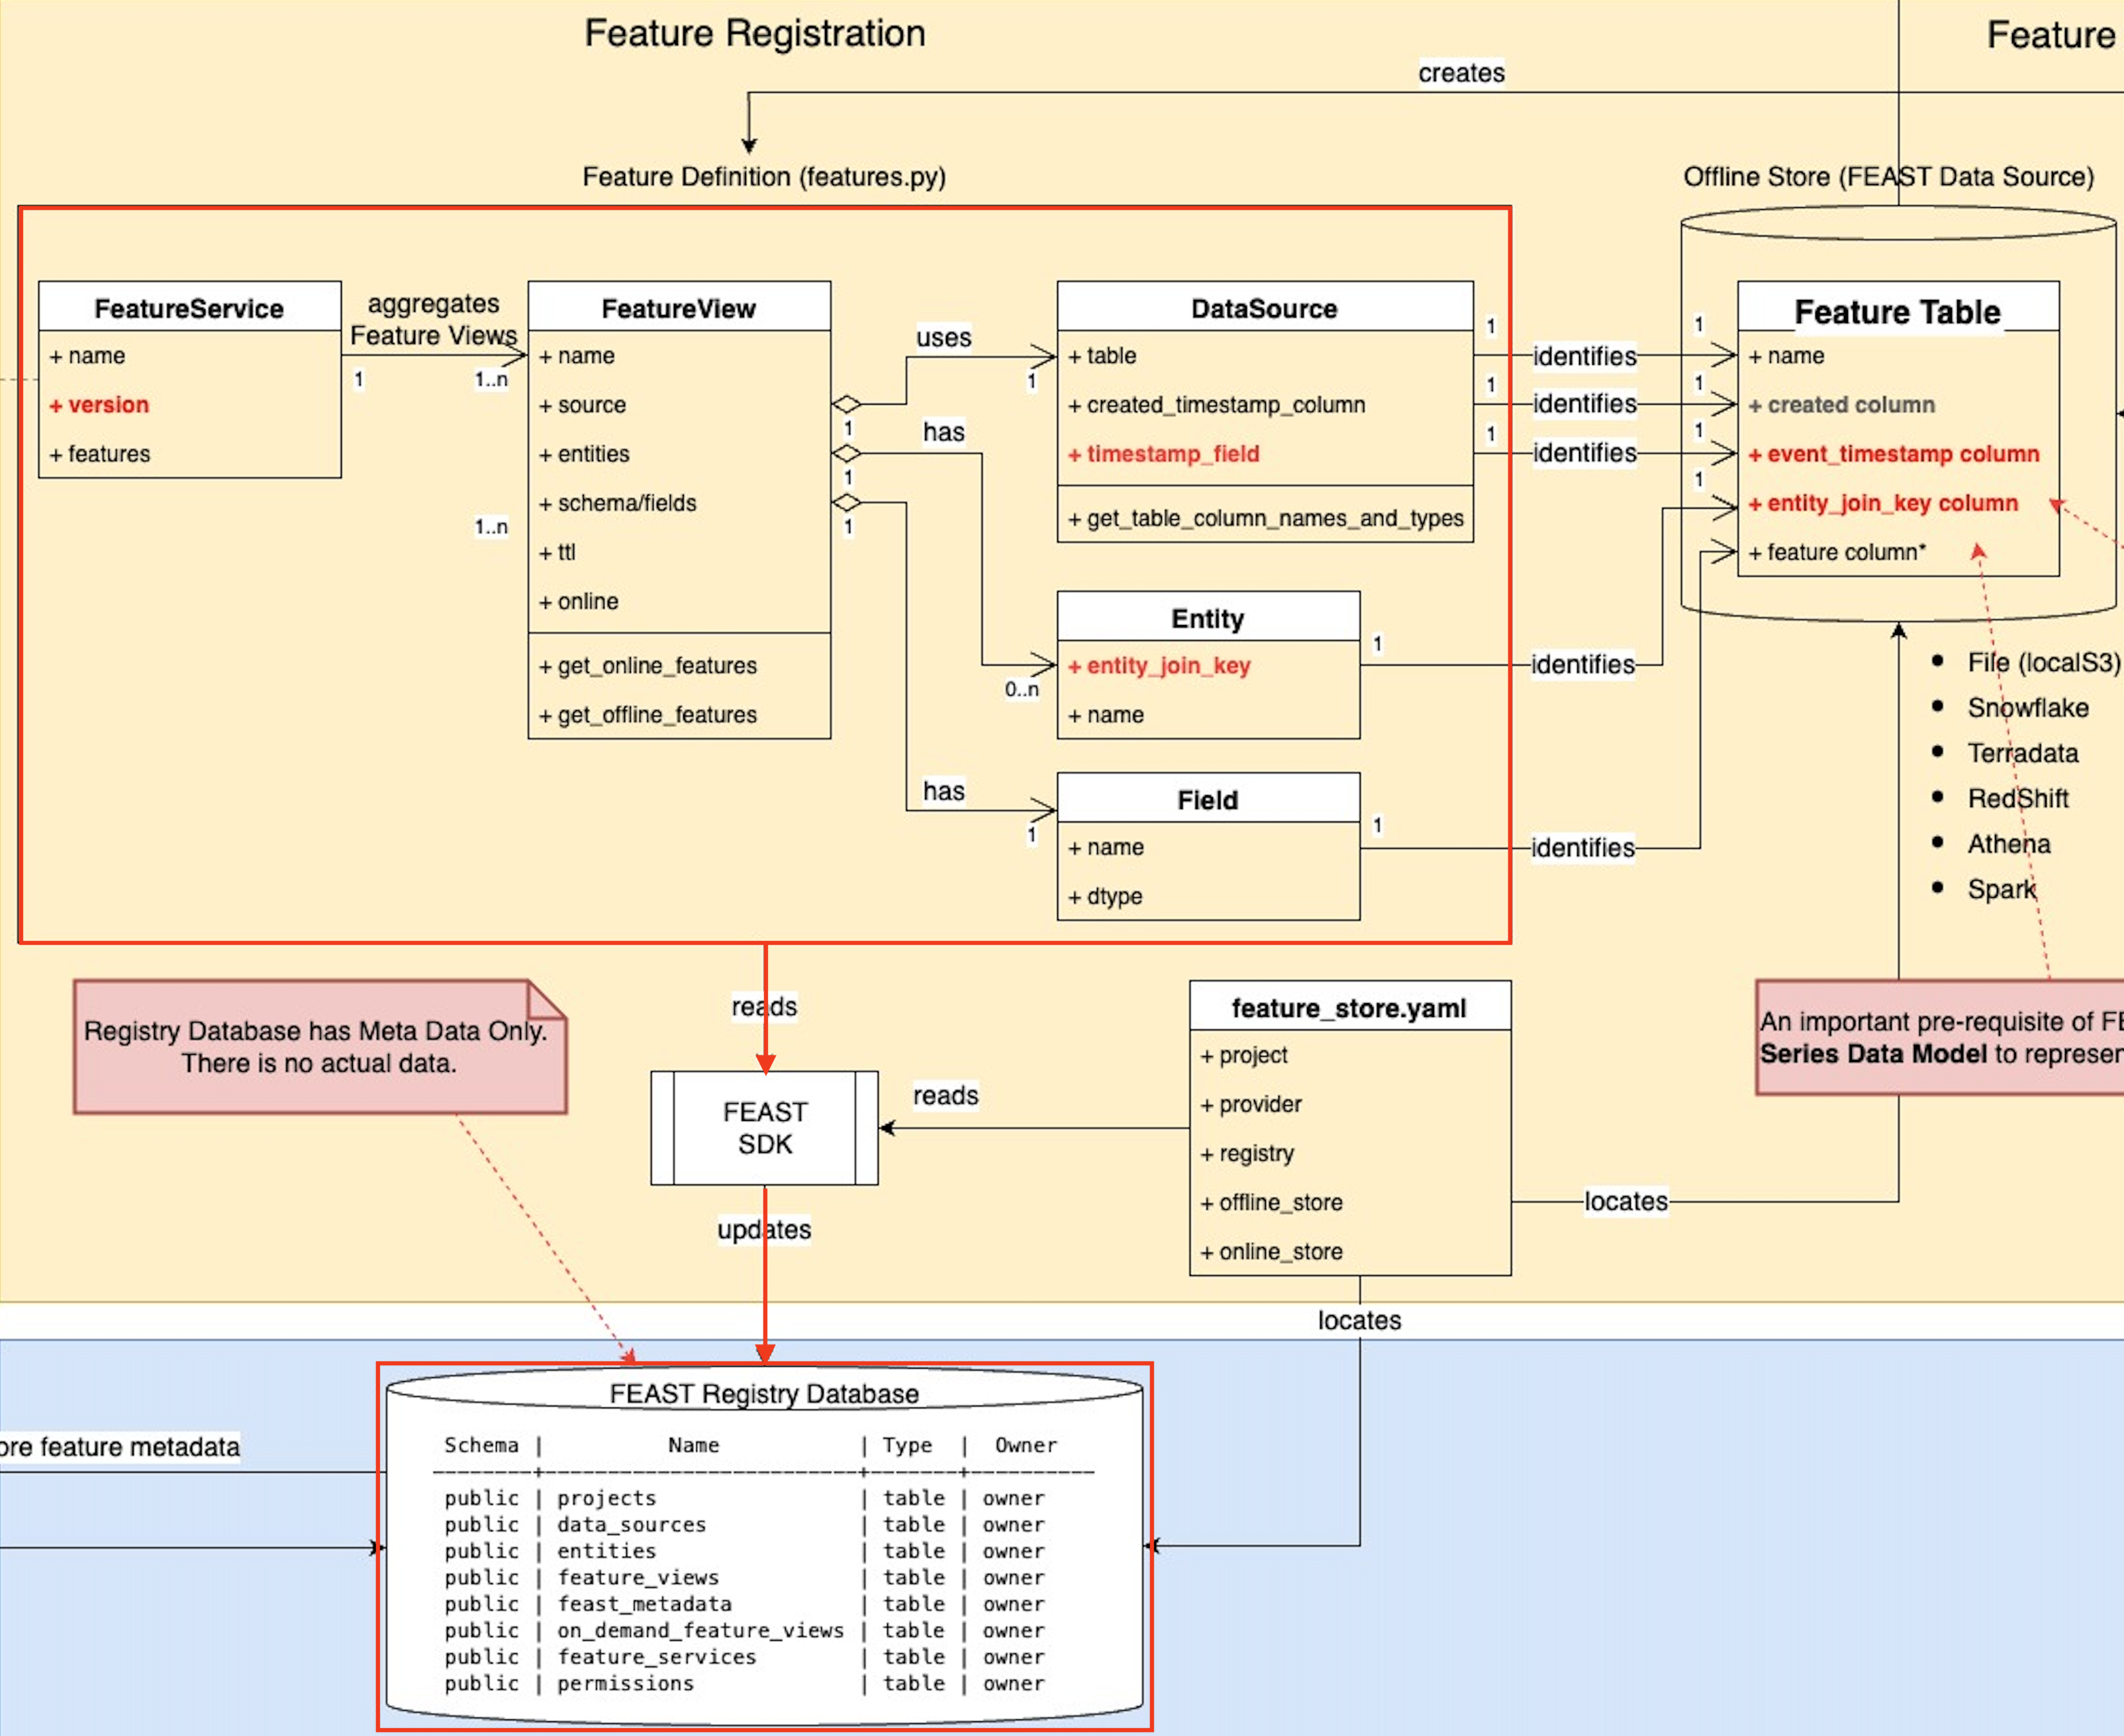 Feature Registration
Feature
creates
Feature Definition (features.py)
Offline Store (FEAST Data Source)
FeatureService
+ name
+ version
+ features
aggregates
Feature Views
1
1..n
1..n
FeatureView
+ name
+ source
+ entities
+ schema/fields
+ ttl
+ online
+ get_online_features
+ get_offline_features
1
1
1
uses
1
has
0..n
has
1
DataSource
+ table
+ created_timestamp_column
+ timestamp_field
+ get_table_column_names_and_types
Entity
+ entity_join_key
+ name
Field
+ name
+ dtype
1
identifies
1
1
identifies
1
1
identifies
1
1
identifies
1
1
identifies
Feature Table
+ name
+ created column
+ event_timestamp column
+ entity_join_key column
+ feature column*
• File (localS3)
• Snowflake
• Terradata
• RedShift
• Athena
• Spark
Registry Database has Meta Data Only.
There is no actual data.
reads
FEAST
SDK
reads
updates
feature_store.yaml
+ project
+ provider
+ registry
+ offline_store
+ online_store
locates
locates
An important pre-requisite of FE
Series Data Model to represen
ore feature metadata
FEAST Registry Database
Schema | Name | Type | Owner
--------+--------------------------+-------+----------
public | projects | table | owner
public | data_sources | table | owner
public | entities | table | owner
public | feature_views | table | owner
public | feast_metadata | table | owner
public | on_demand_feature_views | table | owner
public | feature_services | table | owner
public | permissions | table | owner